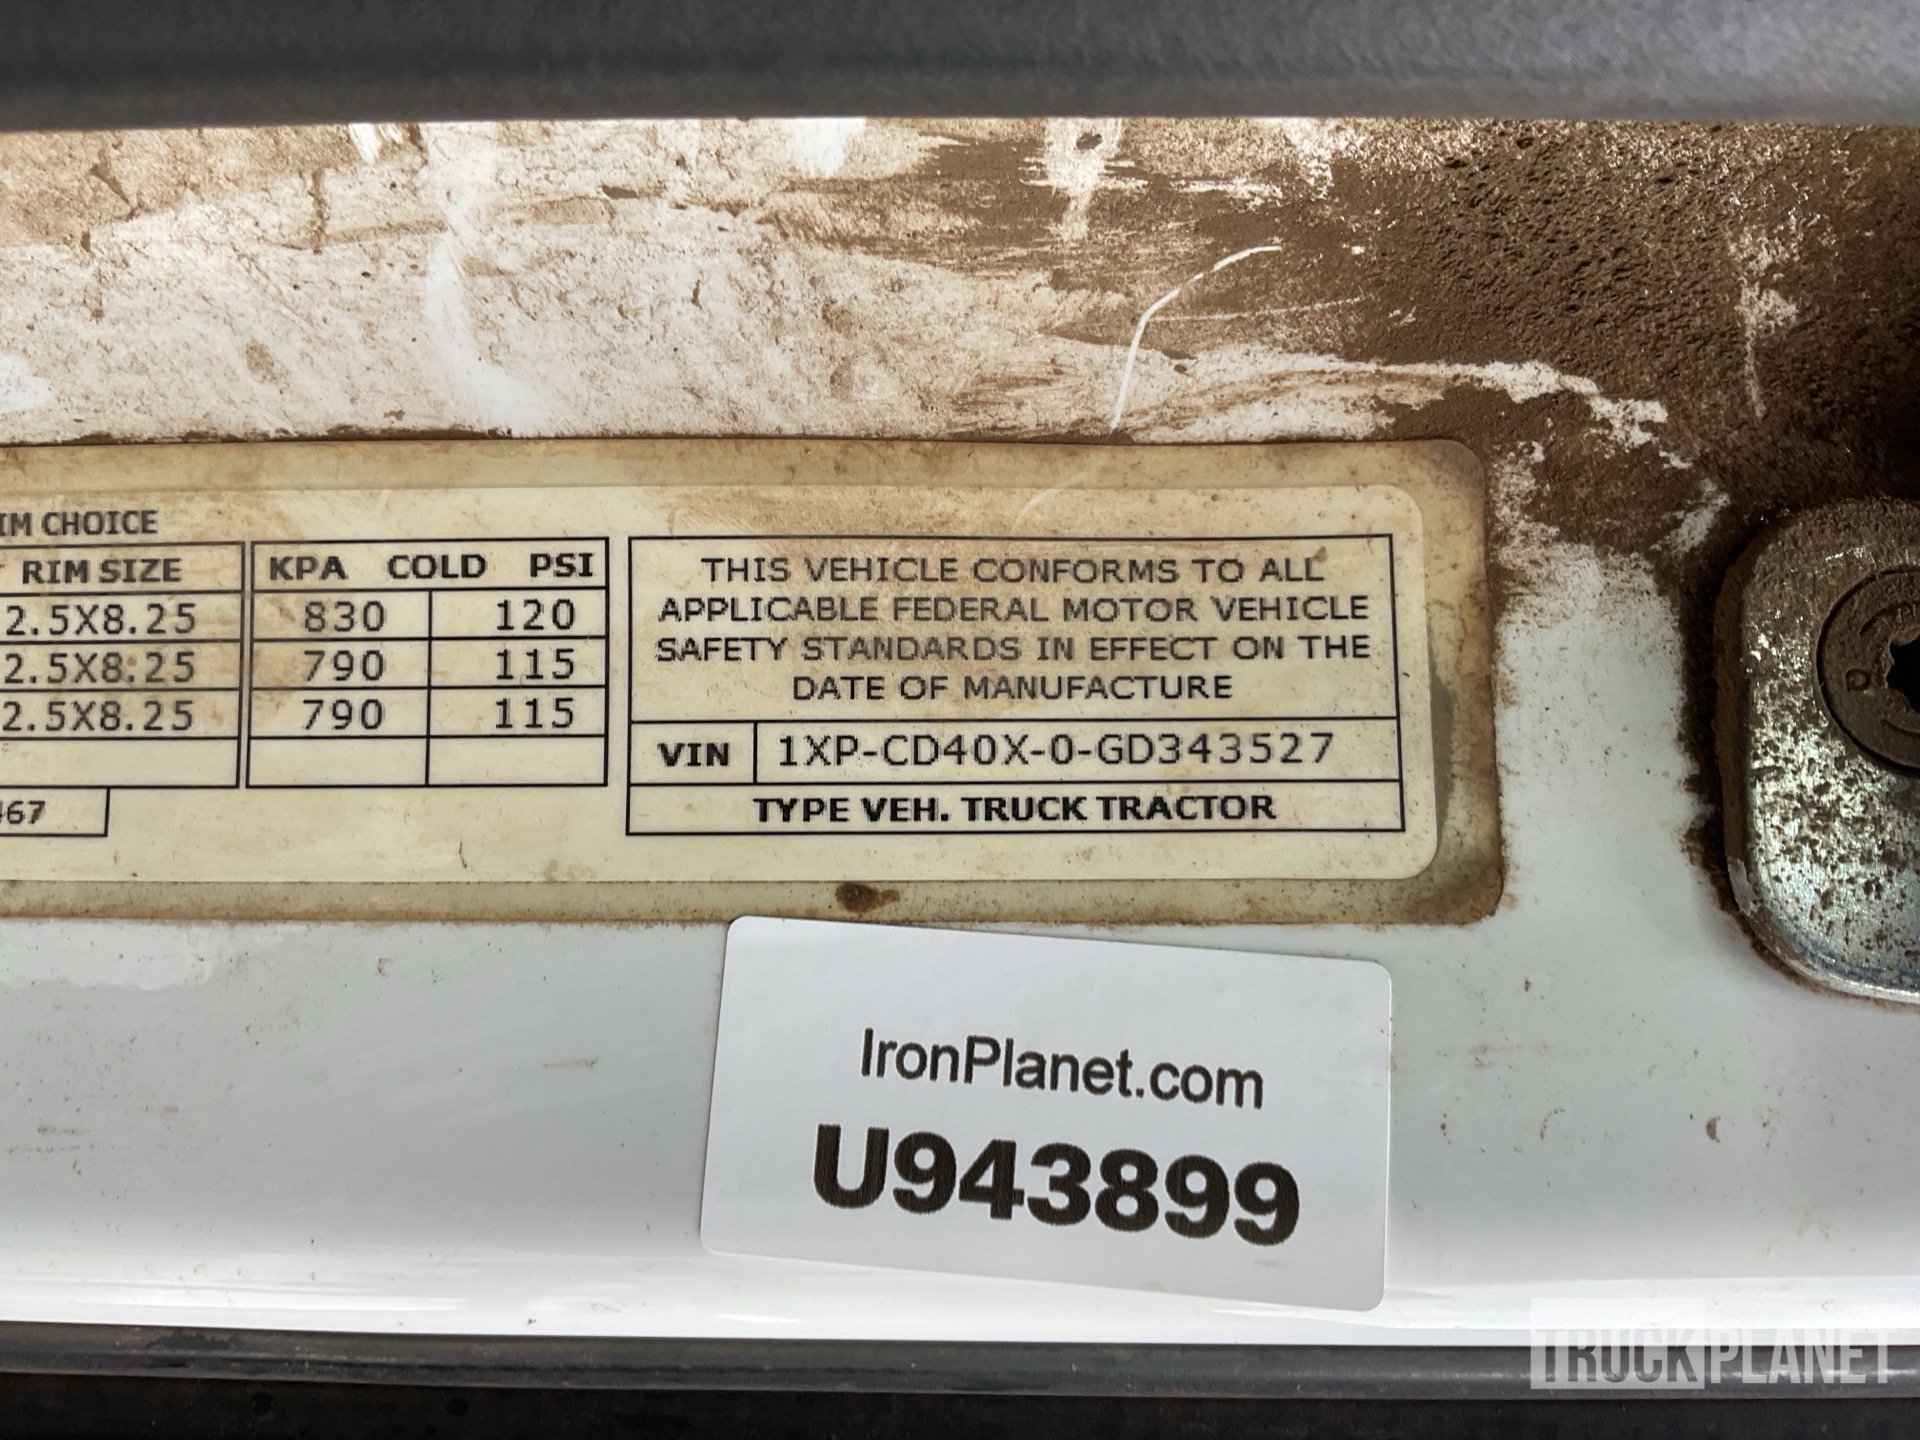 IM CHOICE
RIM SIZE KPA COLD PSI
2.5X8.25 830 120
2.5X8.25 790 115
2.5X8.25 790 115
467
THIS VEHICLE CONFORMS TO ALL
APPLICABLE FEDERAL MOTOR VEHICLE
SAFETY STANDARDS IN EFFECT ON THE
DATE OF MANUFACTURE
VIN 1XP-CD40X-0-GD343527
TYPE VEH. TRUCK TRACTOR
IronPlanet.com
U943899
TRUCKPLANET